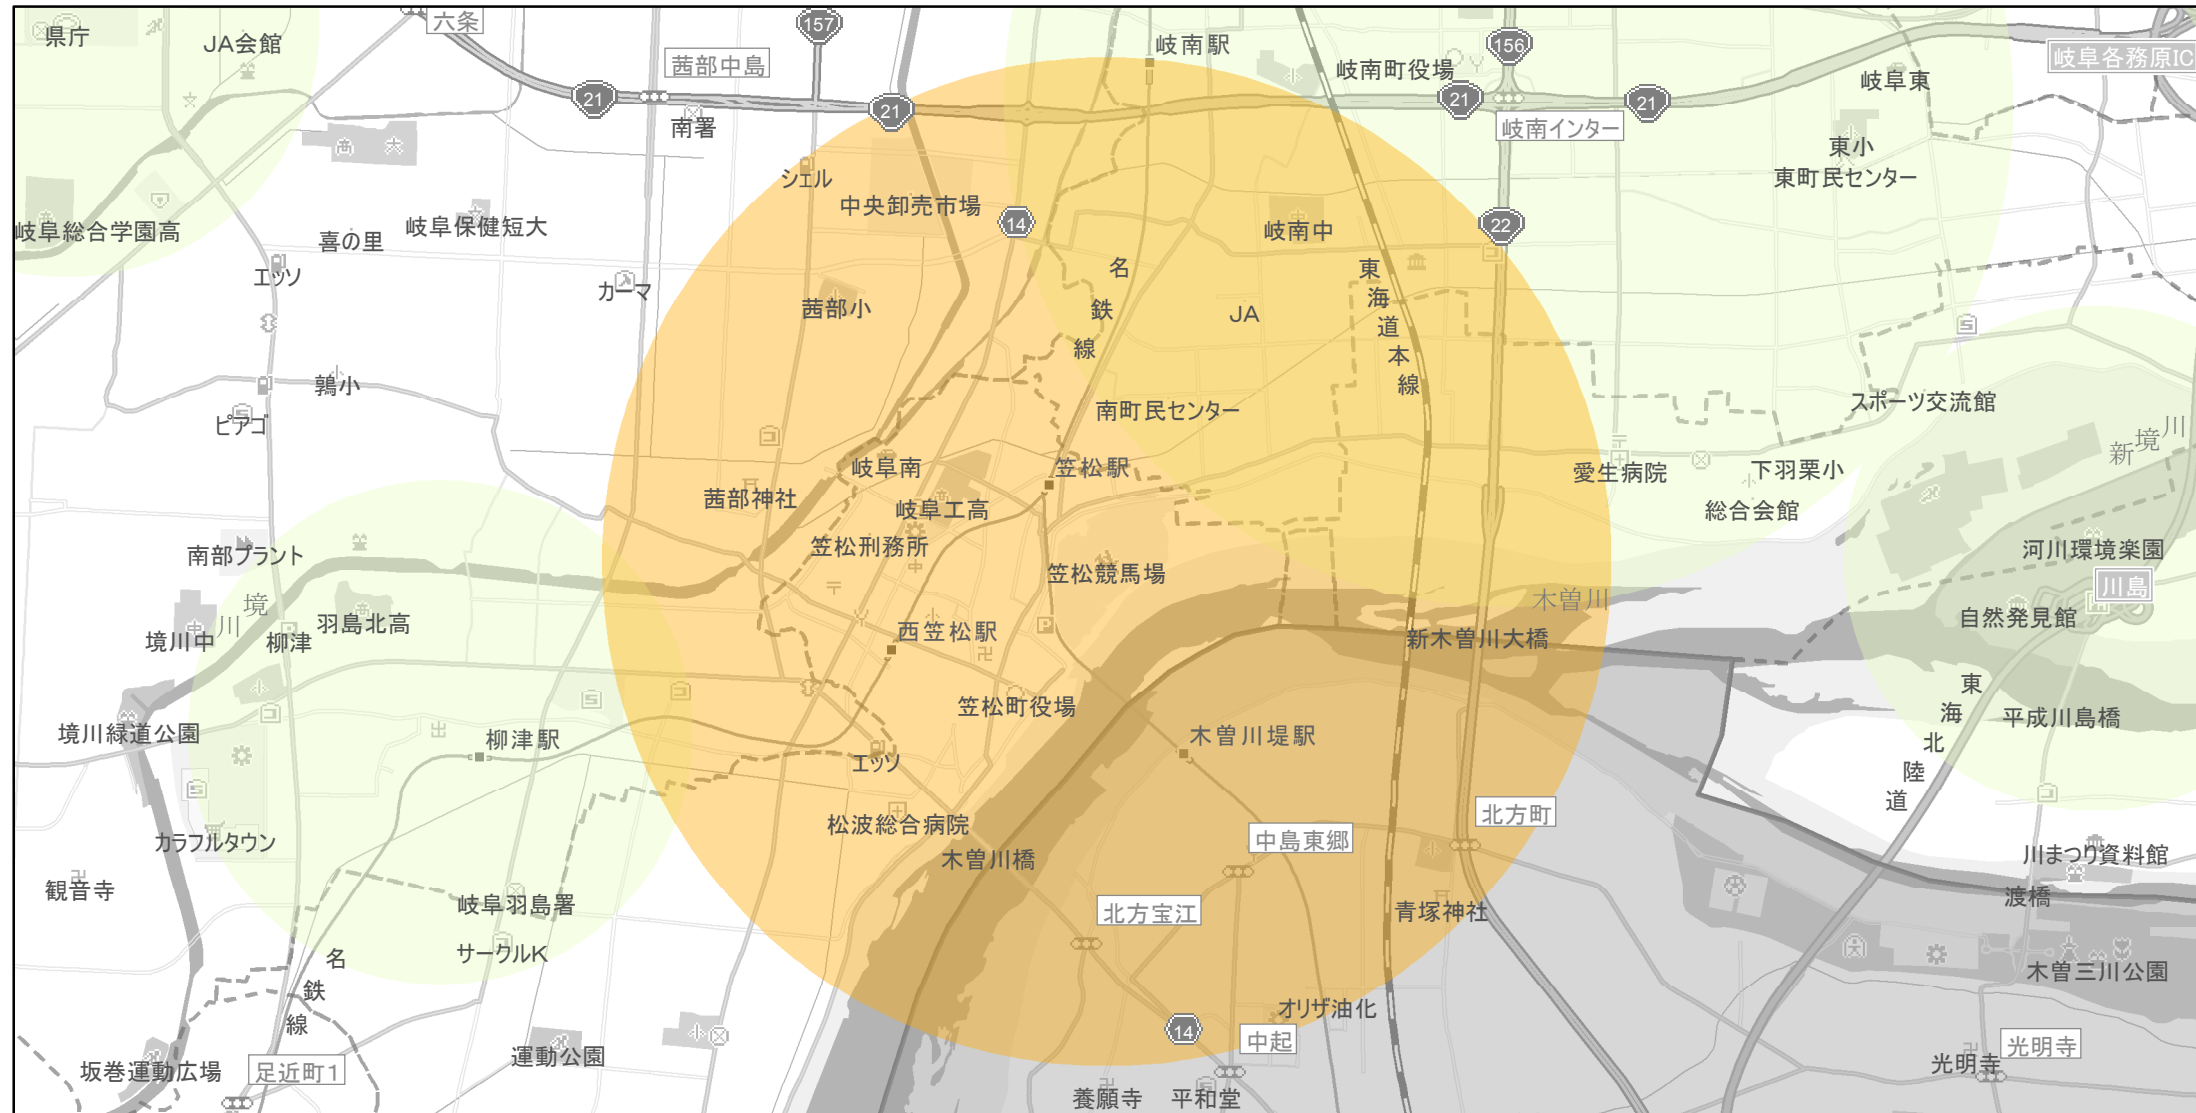 県庁
JA会館
六条
157
茜部中島
岐南駅
岐南町役場
156
岐阜各務原IC
岐阜東
21
21
21
21
南署
岐南インター
東小
東町民センター
シェル
中央卸売市場
14
岐南中
22
岐阜総合学園高
喜の里
岐阜保健短大
エッソ
カーマ
茜部小
名鉄線
JA
東海道本線
鶉小
ピアゴ
南町民センター
スポーツ交流館
新境川
岐阜南
笠松駅
愛生病院
下羽栗小
茜部神社
岐阜工高
総合会館
笠松刑務所
南部プラント
笠松競馬場
河川環境楽園
川島
境川
木曽川
羽島北高
自然発見館
境川中
柳津
西笠松駅
新木曽川大橋
笠松町役場
東海北陸道
平成川島橋
境川緑道公園
柳津駅
木曽川堤駅
エッソ
北方町
カラフルタウン
松波総合病院
中島東郷
木曽川橋
川まつり資料館
観音寺
岐阜羽島署
北方宝江
青塚神社
渡橋
サークルK
名鉄線
木曽三川公園
オリザ油化
14
中起
運動公園
坂巻運動広場
足近町1
光明寺
光明寺
養願寺
平和堂